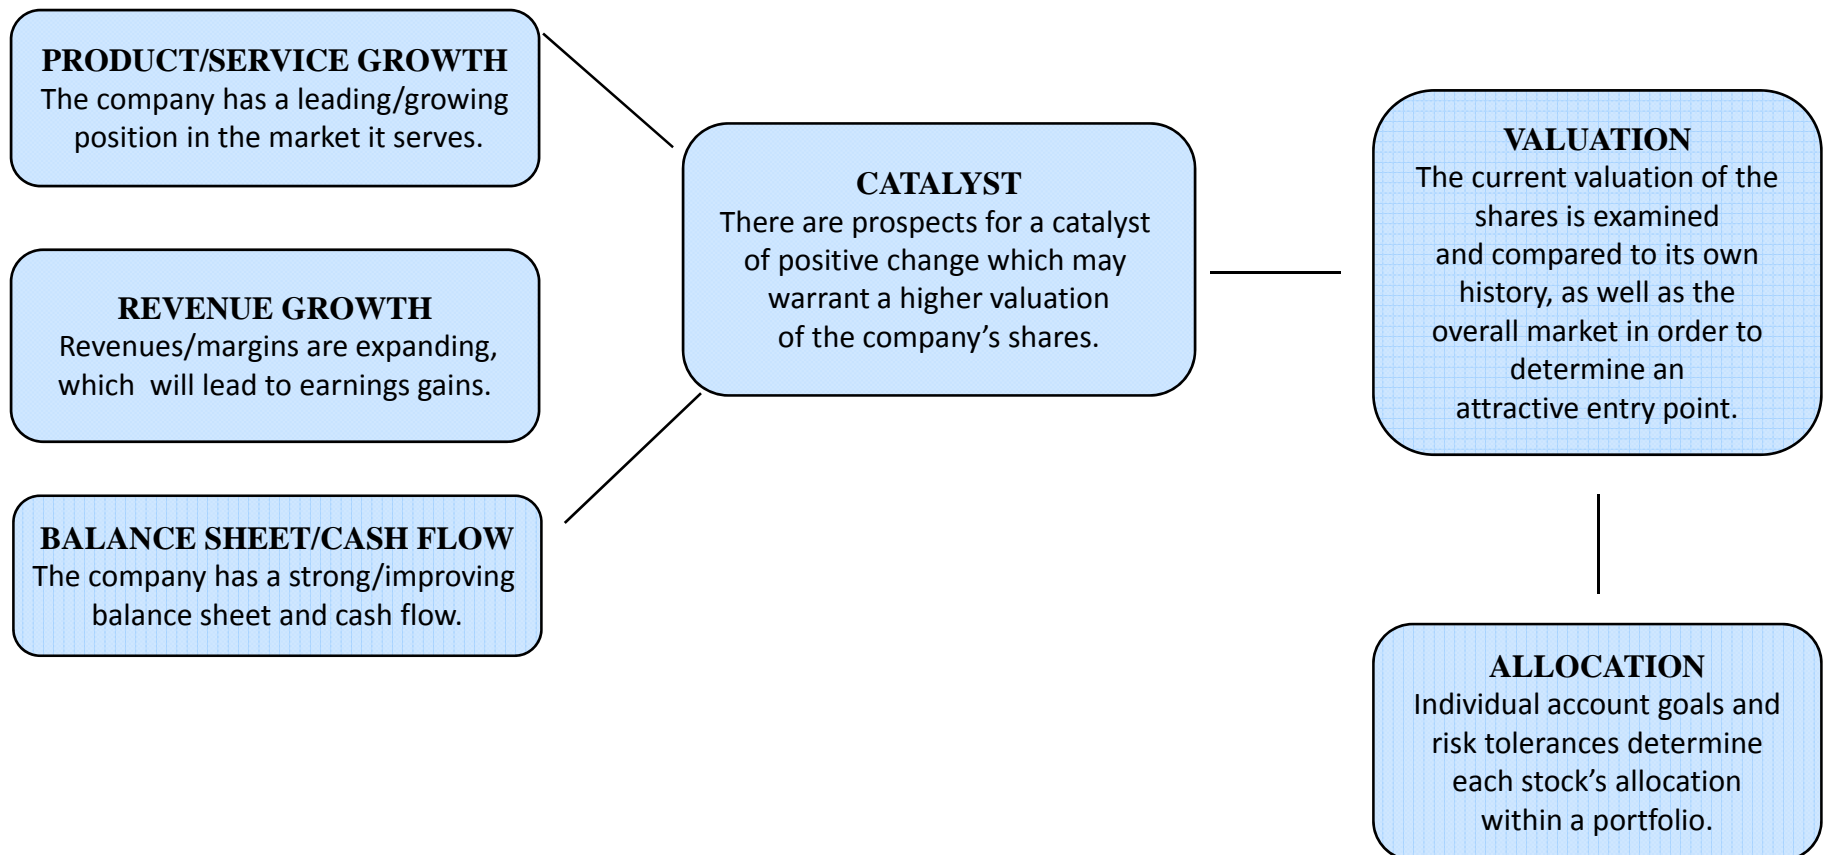 PRODUCT/SERVICE GROWTH
The company has a leading/growing
position in the market it serves.
REVENUE GROWTH
Revenues/margins are expanding,
which  will lead to earnings gains.
BALANCE SHEET/CASH FLOW
The company has a strong/improving
balance sheet and cash flow.
CATALYST
There are prospects for a catalyst
of positive change which may
warrant a higher valuation
of the company’s shares.
VALUATION
The current valuation of the
shares is examined
and compared to its own
history, as well as the
overall market in order to
determine an
attractive entry point.
ALLOCATION
Individual account goals and
risk tolerances determine
each stock’s allocation
within a portfolio.